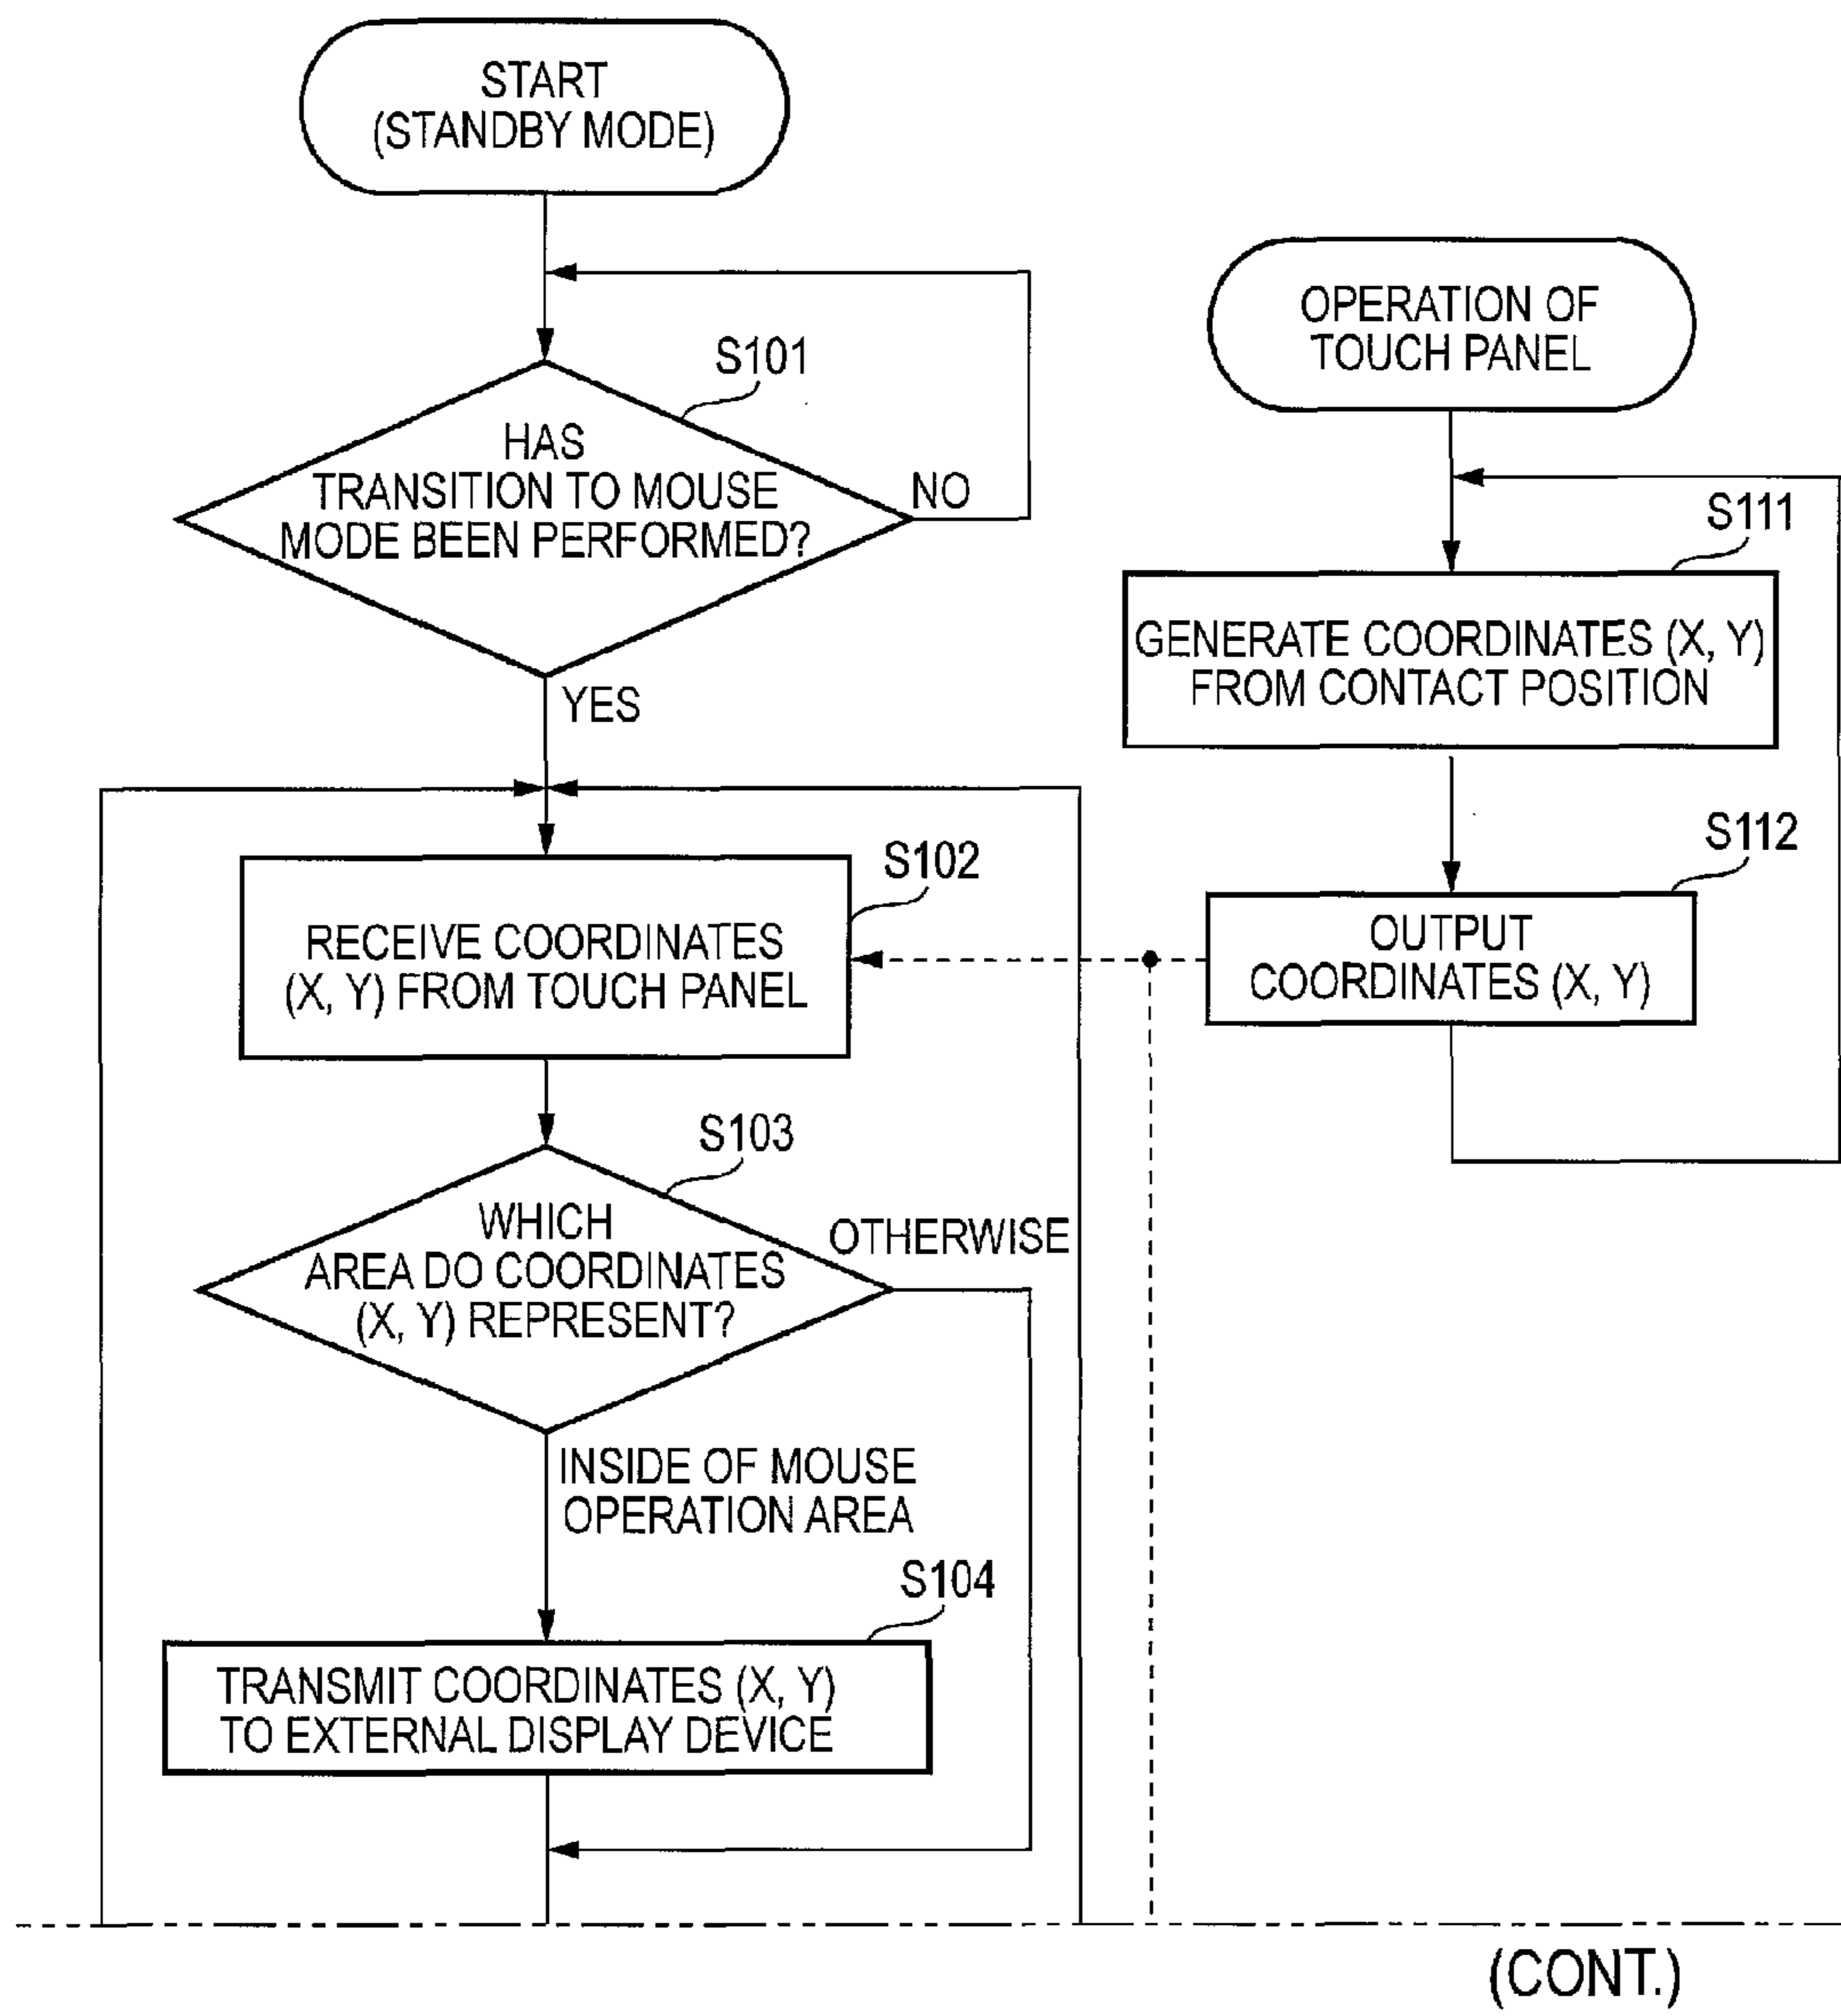 START
(STANDBY MODE)
S101
HAS
TRANSITION TO MOUSE
MODE BEEN PERFORMED?
NO
YES
S102
RECEIVE COORDINATES
(X, Y) FROM TOUCH PANEL
S103
WHICH
AREA DO COORDINATES
(X, Y) REPRESENT?
OTHERWISE
INSIDE OF MOUSE
OPERATION AREA
S104
TRANSMIT COORDINATES (X, Y)
TO EXTERNAL DISPLAY DEVICE
OPERATION OF
TOUCH PANEL
S111
GENERATE COORDINATES (X, Y)
FROM CONTACT POSITION
S112
OUTPUT
COORDINATES (X, Y)
(CONT.)